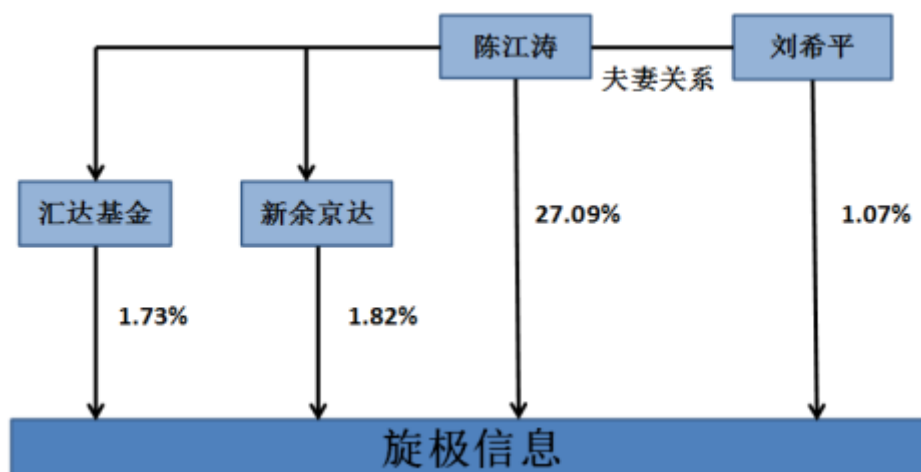 陈江涛
刘希平
夫妻关系
汇达基金
新余京达
27.09%
1.07%
1.73%
1.82%
旋极信息